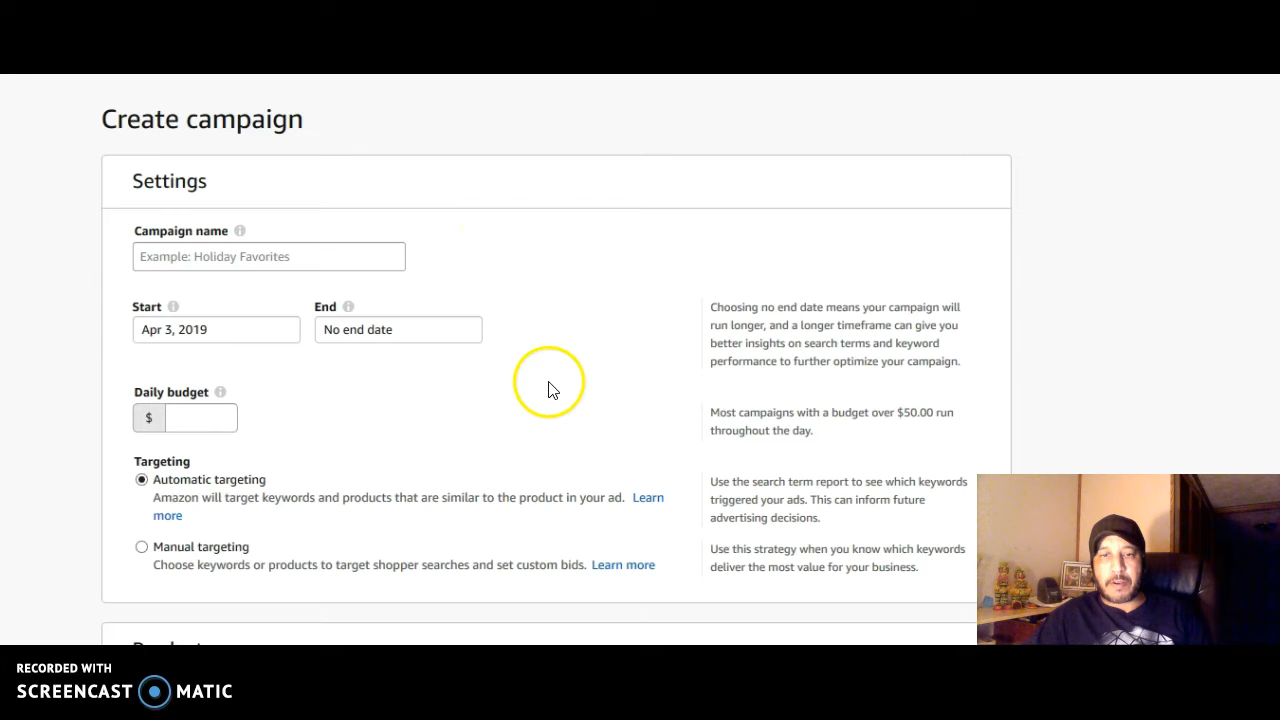 Create campaign
Settings
Campaign name
Example: Holiday Favorites
Start
End
Apr 3, 2019
No end date
Choosing no end date means your campaign will
run longer, and a longer timeframe can give you
better insights on search terms and keyword
performance to further optimize your campaign.
Daily budget
$
Most campaigns with a budget over $50.00 run
throughout the day.
Targeting
Automatic targeting
Amazon will target keywords and products that are similar to the product in your ad. Learn
more
Use the search term report to see which keywords
triggered your ads. This can inform future
advertising decisions.
Manual targeting
Choose keywords or products to target shopper searches and set custom bids. Learn more
Use this strategy when you know which keywords
deliver the most value for your business.
RECORDED WITH
SCREENCAST MATIC